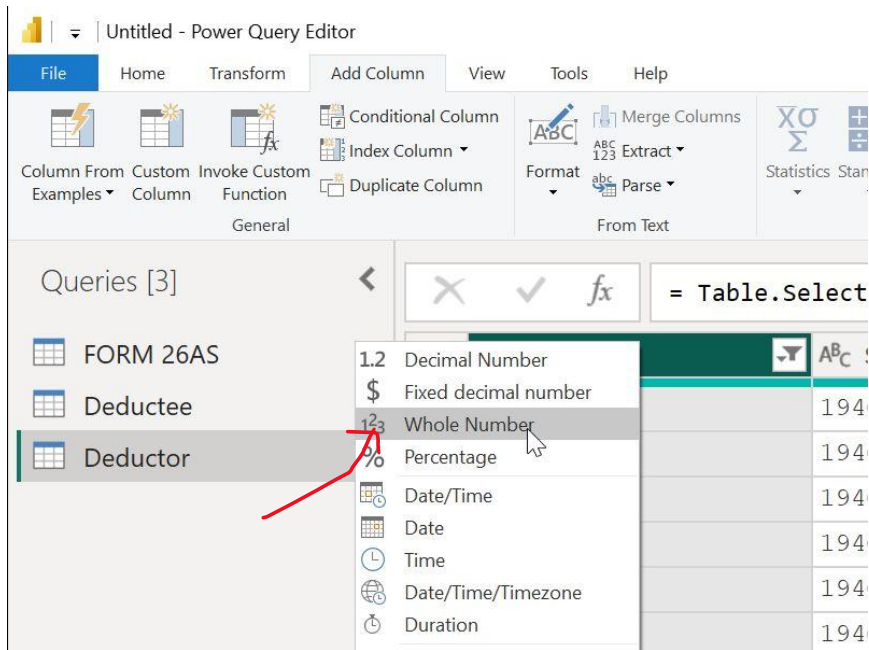 Untitled - Power Query Editor
File Home Transform Add Column View Tools Help
Column From Examples
Custom Column
Invoke Custom Function
Conditional Column
Index Column
Duplicate Column
General
ABC
Format
Merge Columns
ABC 123 Extract
abc Parse
From Text
XΟ
Σ
Statistics
Stan
Queries [3]
fx
= Table.Select
FORM 26AS
Deductee
Deductor
1.2 Decimal Number
$ Fixed decimal number
123 Whole Number
% Percentage
Date/Time
Date
Time
Date/Time/Timezone
Duration
ABC S
194
194
194
194
194
194